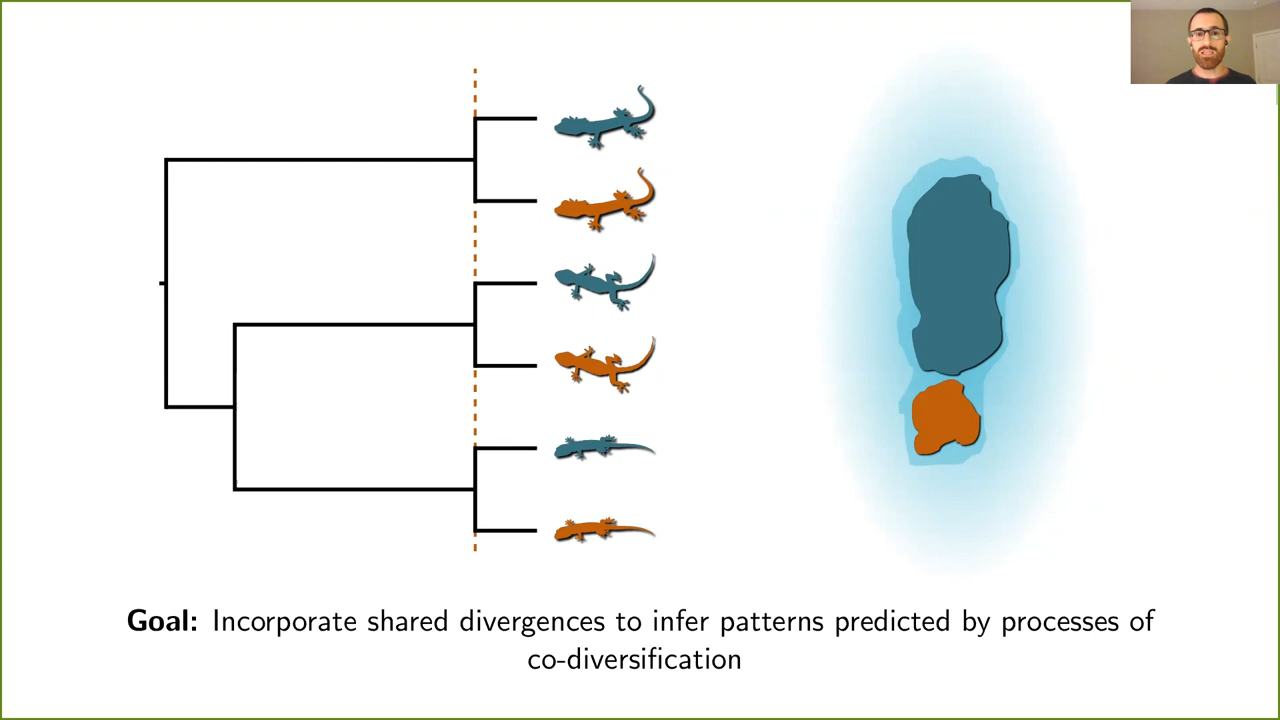 Goal: Incorporate shared divergences to infer patterns predicted by processes of
co-diversification